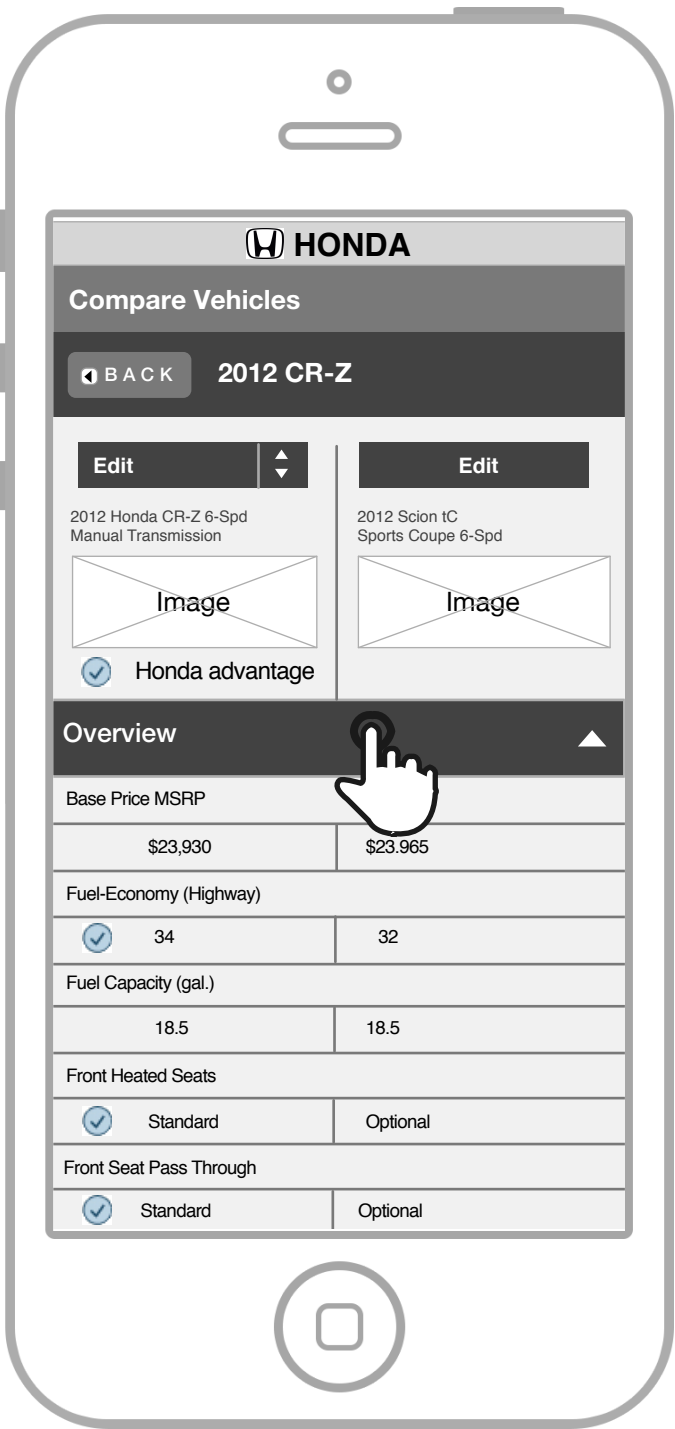 HONDA
Compare Vehicles
BACK 2012 CR-Z
Edit Edit
2012 Honda CR-Z 6-Spd
Manual Transmission
2012 Scion tC
Sports Coupe 6-Spd
Image Image
Honda advantage
Overview
Base Price MSRP
$23,930 $23.965
Fuel-Economy (Highway)
34 32
Fuel Capacity (gal.)
18.5 18.5
Front Heated Seats
Standard Optional
Front Seat Pass Through
Standard Optional